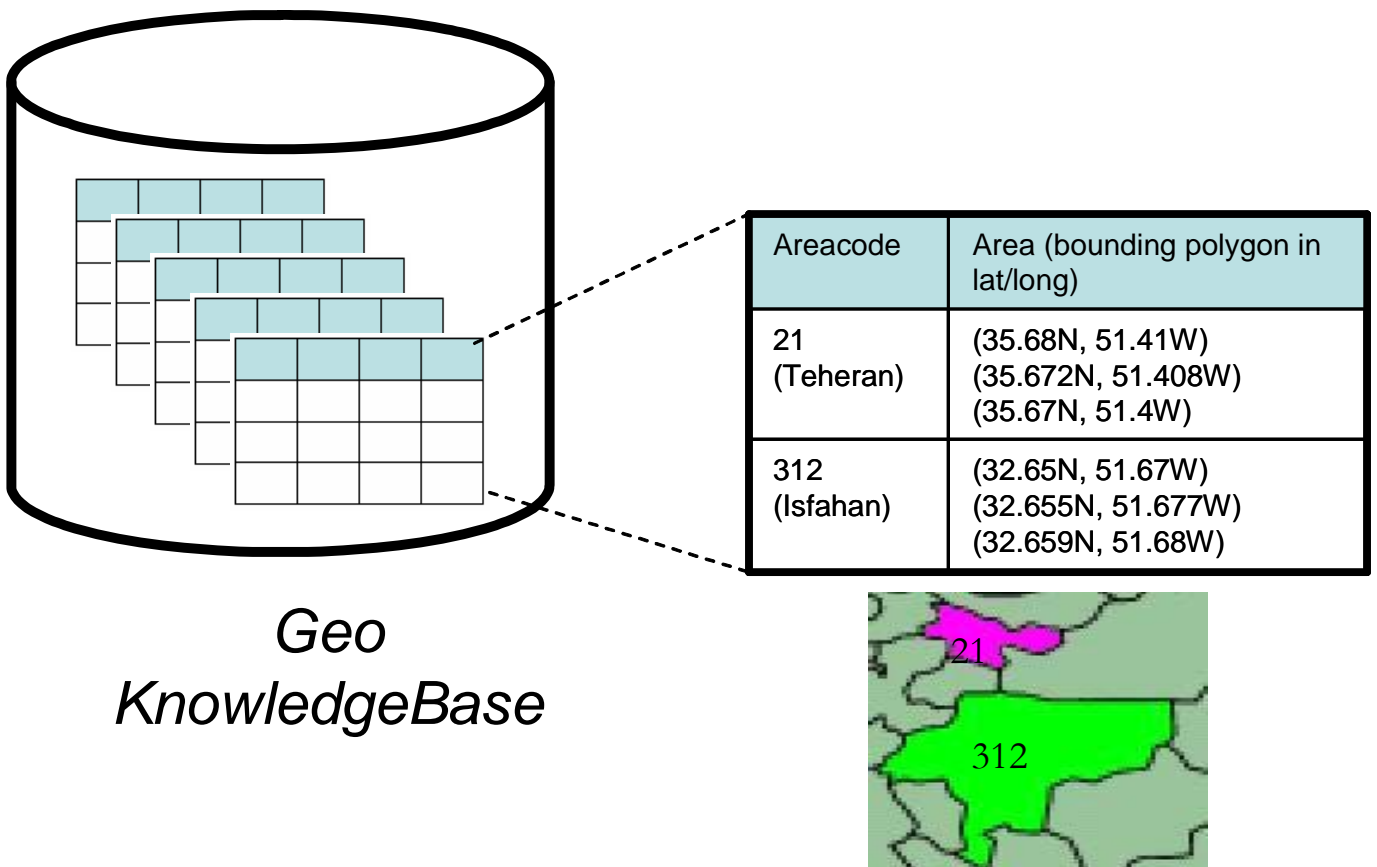 Areacode
Area (bounding polygon in
lat/long)
21
(Teheran)
(35.68N, 51.41W)
(35.672N, 51.408W)
(35.67N, 51.4W)
312
(Isfahan)
(32.65N, 51.67W)
(32.655N, 51.677W)
(32.659N, 51.68W)
Geo
KnowledgeBase
21
312